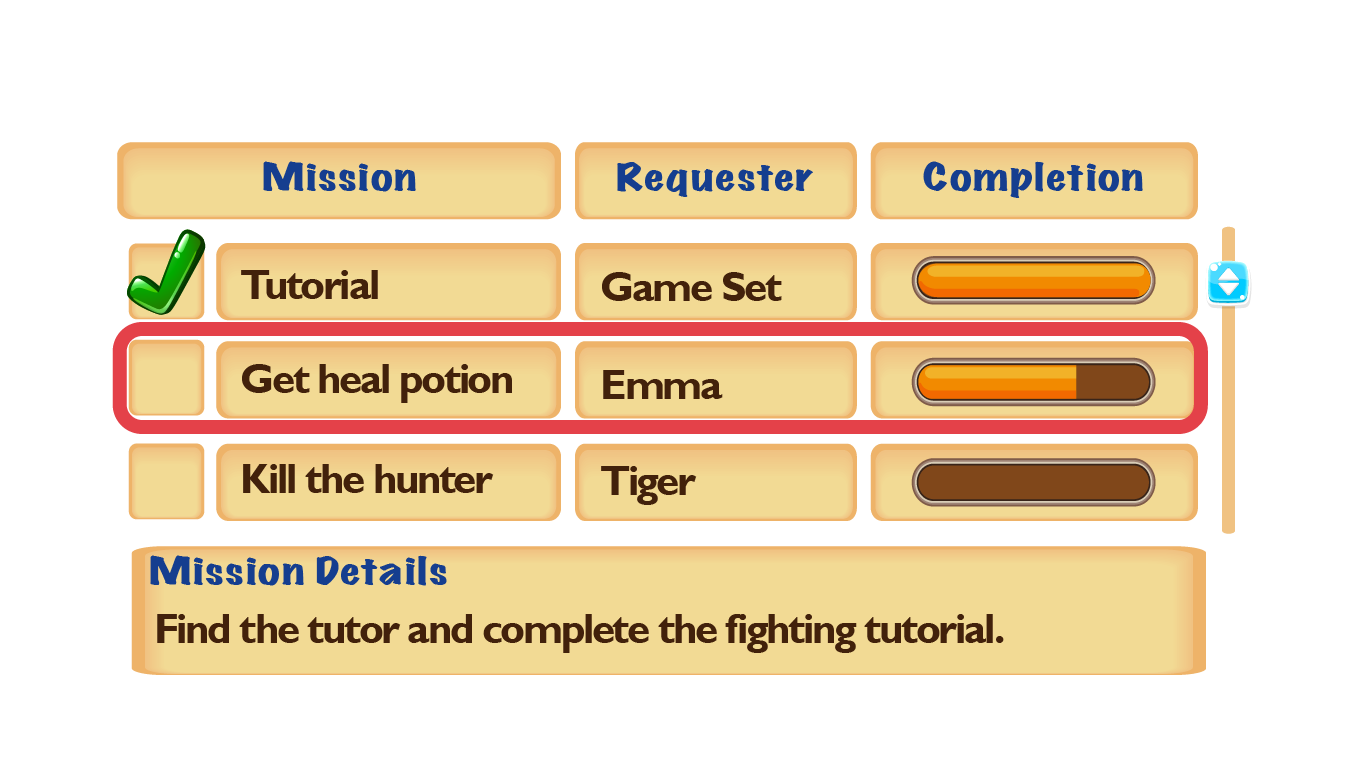 Mission Requester Completion
Tutorial Game Set
Get heal potion Emma
Kill the hunter Tiger
Mission Details
Find the tutor and complete the fighting tutorial.